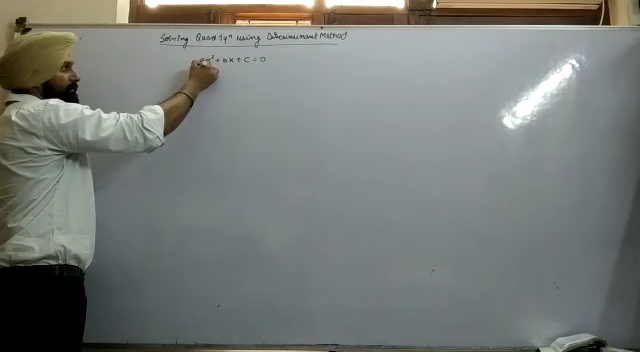 Solving Quad Eqⁿ using Discriminant Method
ax² + bx + c = 0